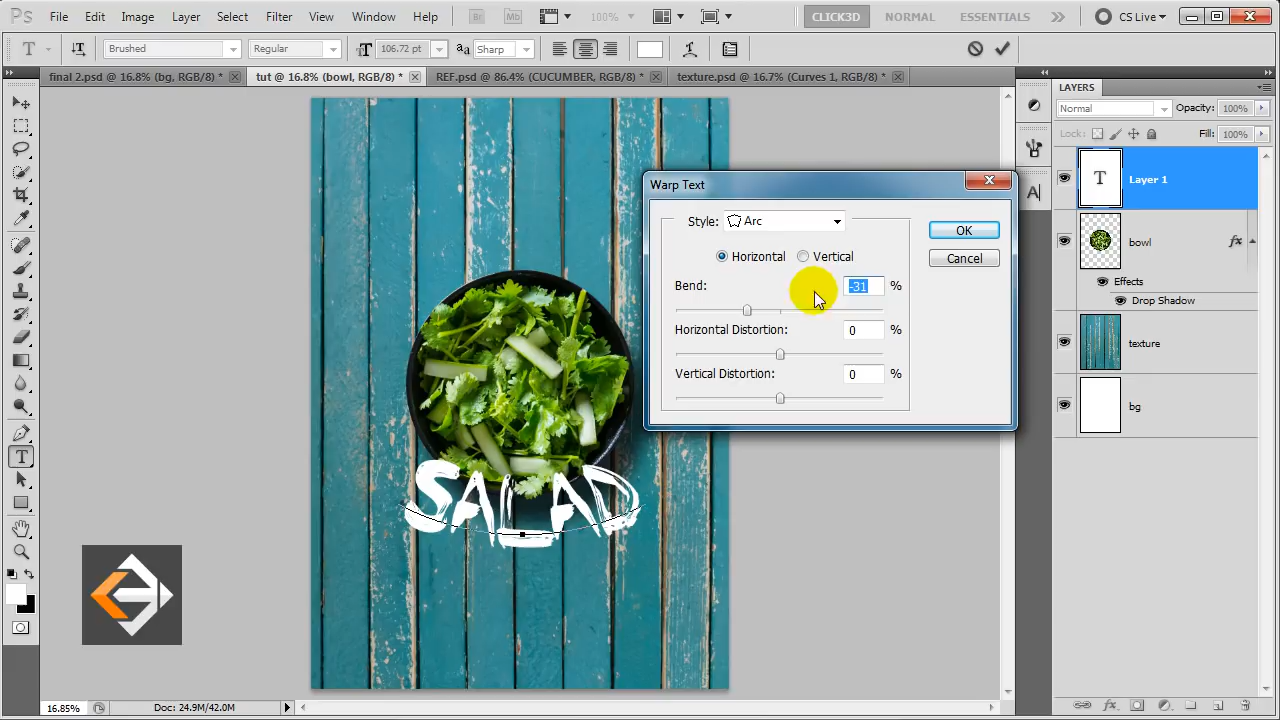 Ps File Edit Image Layer Select Filter View Window Help Br Mb 100% CLICK3D NORMAL ESSENTIALS CS Live
T Brushed Regular T 106.72 pt aa Sharp
final 2.psd @ 16.8% (bg, RGB/8) * tut @ 16.8% (bowl, RGB/8) * REF.psd @ 86.4% (CUCUMBER, RGB/8) * texture.psd @ 16.7% (Curves 1, RGB/8) *
LAYERS
Normal Opacity: 100%
Lock: Fill: 100%
T Layer 1
bowl fx
Effects
Drop Shadow
texture
bg
A
Warp Text
Style: Arc
OK
Horizontal Vertical
Cancel
Bend: -31 %
Horizontal Distortion: 0 %
Vertical Distortion: 0 %
SALAD
T
16.85% Doc: 24.9M/42.0M
fx